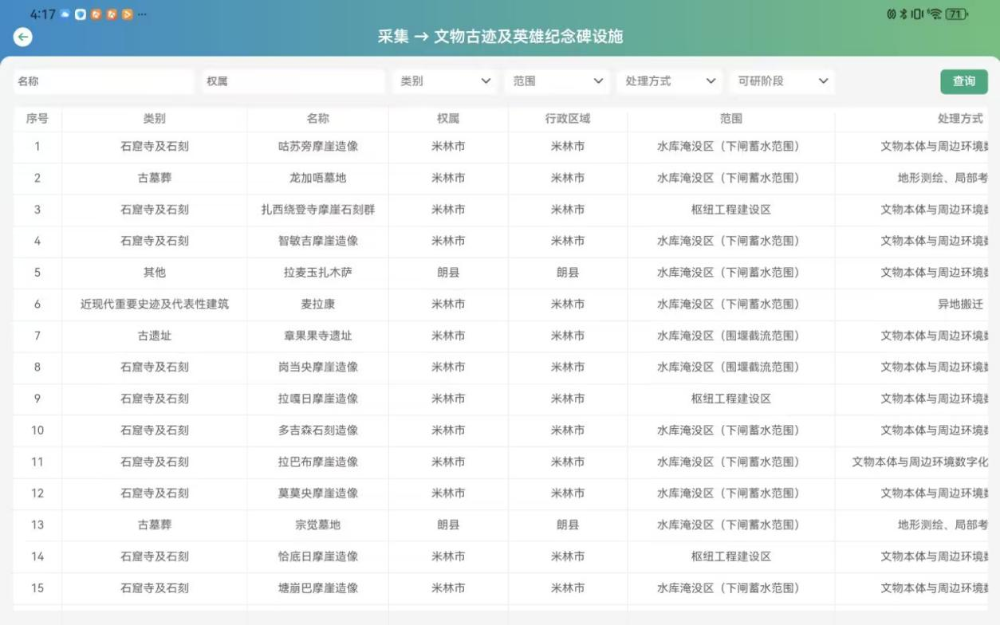 4:17 ... 71
采集 → 文物古迹及英雄纪念碑设施
名称 权属 类别 范围 处理方式 可研阶段 查询
序号 类别 名称 权属 行政区域 范围 处理方式
1 石窟寺及石刻 咕苏旁摩崖造像 米林市 米林市 水库淹没区（下闸蓄水范围） 文物本体与周边环境
2 古墓葬 龙加唔墓地 米林市 米林市 水库淹没区（下闸蓄水范围） 地形测绘、局部考
3 石窟寺及石刻 扎西绕登寺摩崖石刻群 米林市 米林市 枢纽工程建设区 文物本体与周边环境
4 石窟寺及石刻 智敏吉摩崖造像 米林市 米林市 水库淹没区（下闸蓄水范围） 文物本体与周边环境
5 其他 拉麦玉扎木萨 朗县 朗县 水库淹没区（下闸蓄水范围） 文物本体与周边环境
6 近现代重要史迹及代表性建筑 麦拉康 米林市 米林市 水库淹没区（下闸蓄水范围） 异地搬迁
7 古遗址 章果果寺遗址 米林市 米林市 水库淹没区（围堰截流范围） 文物本体与周边环境
8 石窟寺及石刻 岗当央摩崖造像 米林市 米林市 水库淹没区（围堰截流范围） 文物本体与周边环境
9 石窟寺及石刻 拉嘎日摩崖造像 米林市 米林市 枢纽工程建设区 文物本体与周边环境
10 石窟寺及石刻 多吉森石刻造像 米林市 米林市 水库淹没区（下闸蓄水范围） 文物本体与周边环境
11 石窟寺及石刻 拉巴布摩崖造像 米林市 米林市 水库淹没区（下闸蓄水范围） 文物本体与周边环境数字化
12 石窟寺及石刻 莫莫央摩崖造像 米林市 米林市 水库淹没区（下闸蓄水范围） 文物本体与周边环境
13 古墓葬 宗觉墓地 朗县 朗县 水库淹没区（下闸蓄水范围） 地形测绘、局部考
14 石窟寺及石刻 恰底日摩崖造像 米林市 米林市 枢纽工程建设区 文物本体与周边环境
15 石窟寺及石刻 塘崩巴摩崖造像 米林市 米林市 水库淹没区（下闸蓄水范围） 文物本体与周边环境